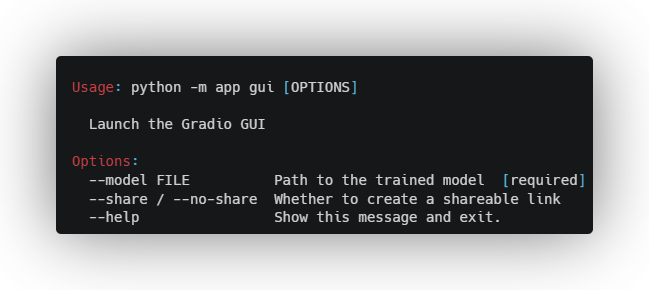 Usage: python -m app gui [OPTIONS]
Launch the Gradio GUI
Options:
--model FILE          Path to the trained model  [required]
--share / --no-share  Whether to create a shareable link
--help                Show this message and exit.